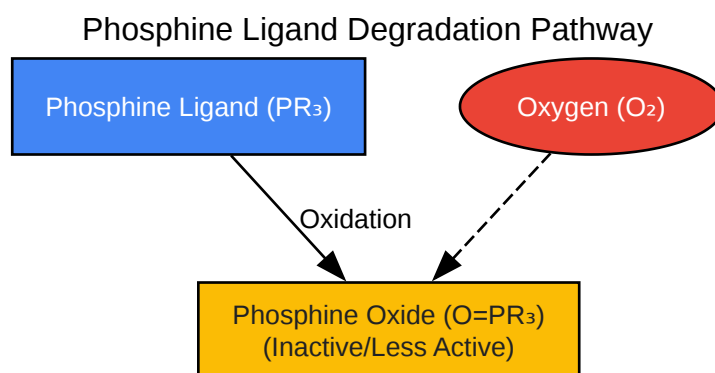 Phosphine Ligand Degradation Pathway
Phosphine Ligand (PR₃)
Oxygen (O₂)
Oxidation
Phosphine Oxide (O=PR₃)
(Inactive/Less Active)